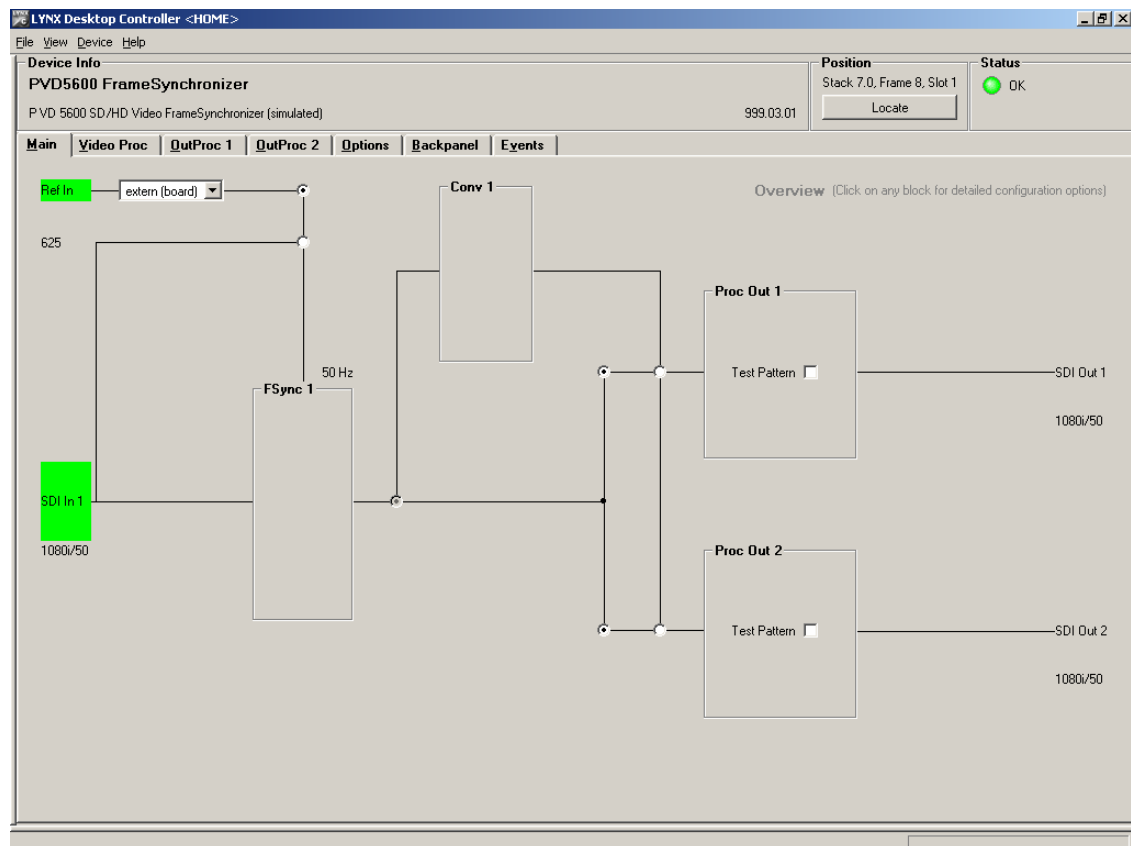 LYNX Desktop Controller <HOME>
File View Device Help
Device Info
PVD5600 FrameSynchronizer
PVD 5600 SD/HD Video FrameSynchronizer (simulated)
999.03.01
Position
Stack 7.0, Frame 8, Slot 1
Locate
Status
OK
Main Video Proc OutProc 1 OutProc 2 Options Backpanel Events
Ref In
extern (board)
Conv 1
Overview (Click on any block for detailed configuration options)
625
Proc Out 1
50 Hz
Test Pattern
SDI Out 1
FSync 1
1080i/50
SDI In 1
1080i/50
Proc Out 2
Test Pattern
SDI Out 2
1080i/50